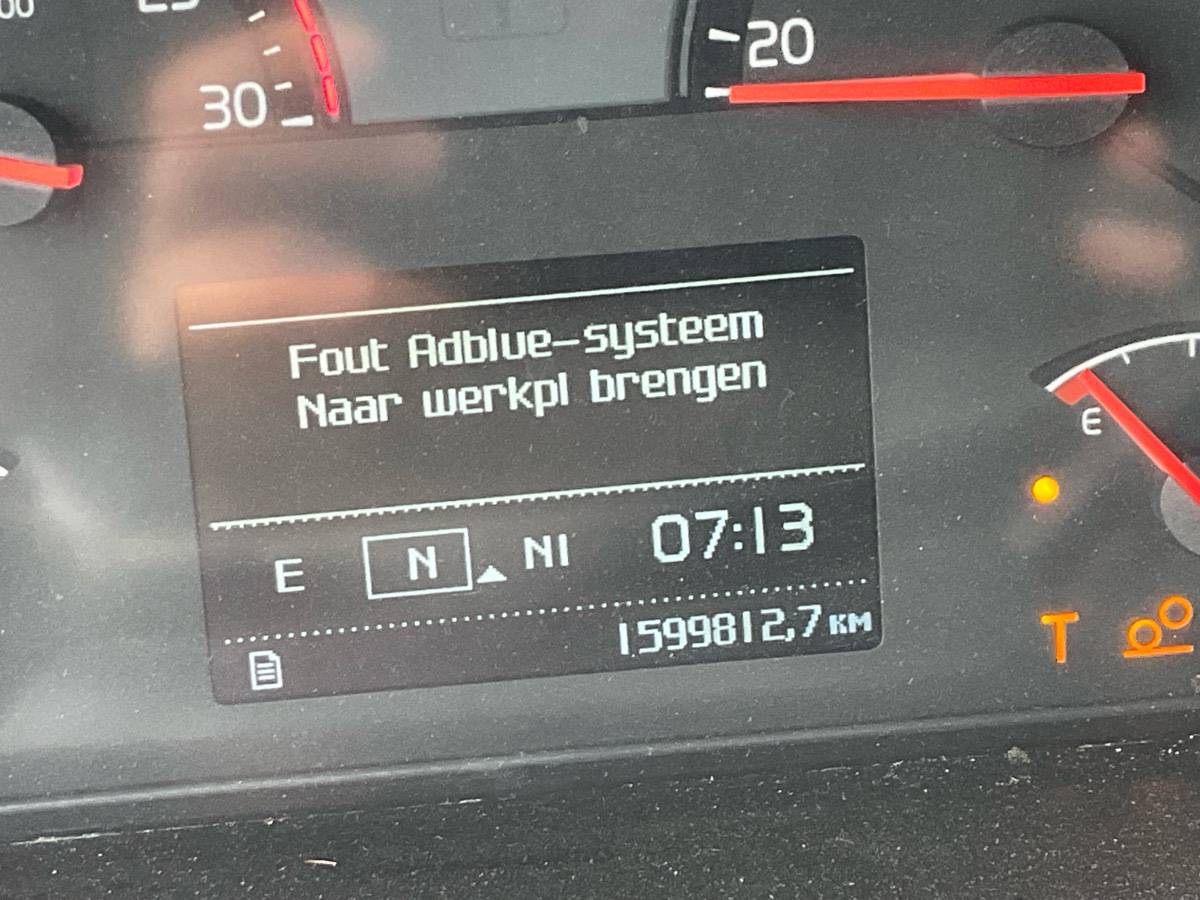 30
20
Fout Adblue-systeem
Naar werkpl brengen
E N NI 07:13
1599812,7 KM
E
T